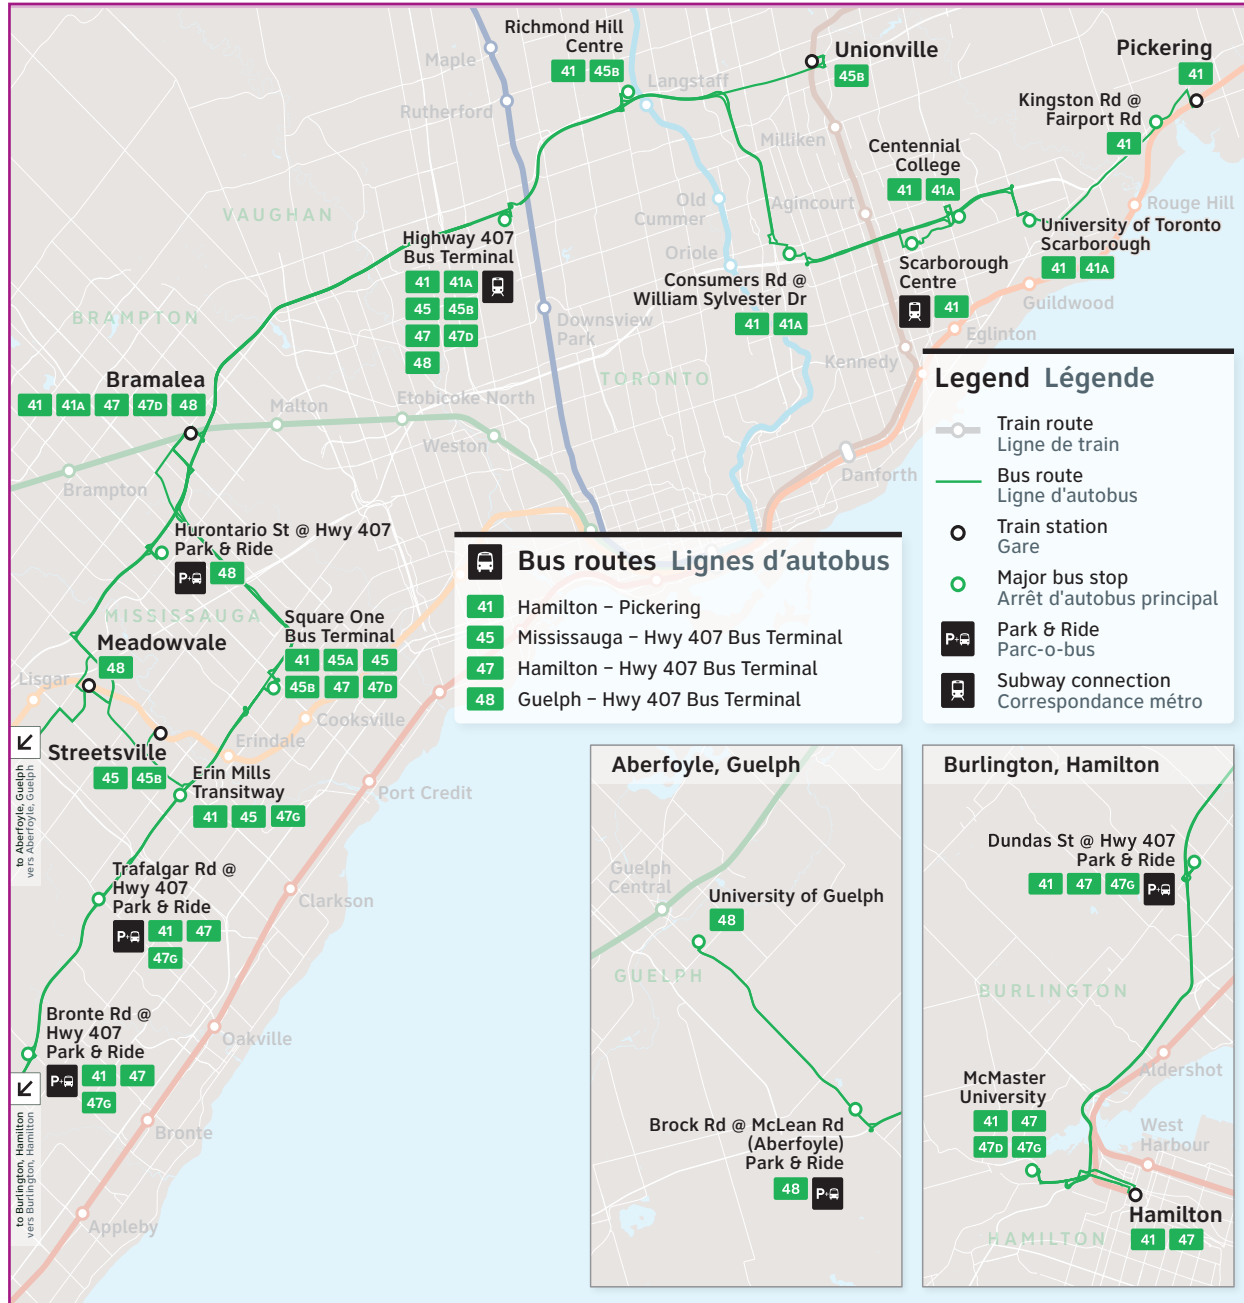 Richmond Hill
Centre
41 45B
Maple
Rutherford
Langstaff
Unionville
45B
Pickering
41
Kingston Rd @
Fairport Rd
41
Milliken
Centennial
College
41 41A
VAUGHAN
Old
Cummer
Agincourt
Rouge Hill
Highway 407
Bus Terminal
41 41A
45 45B
47 47D
48
Oriole
Consumers Rd @
William Sylvester Dr
41 41A
Scarborough
Centre
41
University of Toronto
Scarborough
41 41A
Guildwood
Eglinton
BRAMPTON
Downsview
Park
Kennedy
TORONTO
Bramalea
41 41A 47 47D 48
Malton
Etobicoke North
Weston
Brampton
Danforth
Legend Légende
Train route
Ligne de train
Bus route
Ligne d'autobus
Train station
Gare
Major bus stop
Arrêt d'autobus principal
P+
Park & Ride
Parc-o-bus
Subway connection
Correspondance métro
Hurontario St @ Hwy 407
Park & Ride
P+ 48
Bus routes Lignes d'autobus
41 Hamilton – Pickering
45 Mississauga – Hwy 407 Bus Terminal
47 Hamilton – Hwy 407 Bus Terminal
48 Guelph – Hwy 407 Bus Terminal
MISSISSAUGA
Square One
Bus Terminal
41 45A 45
45B 47 47D
Meadowvale
48
Lisgar
Cooksville
Erindale
Streetsville
45 45B
to Aberfoyle, Guelph
vers Aberfoyle, Guelph
Erin Mills
Transitway
41 45 47G
Port Credit
Trafalgar Rd @
Hwy 407
Park & Ride
P+ 41 47
47G
Clarkson
Bronte Rd @
Hwy 407
Park & Ride
P+ 41 47
47G
Oakville
to Burlington, Hamilton
vers Burlington, Hamilton
Bronte
Appleby
Aberfoyle, Guelph
Guelph
Central
University of Guelph
48
GUELPH
Brock Rd @ McLean Rd
(Aberfoyle)
Park & Ride
48 P+
Burlington, Hamilton
Dundas St @ Hwy 407
Park & Ride
41 47 47G P+
BURLINGTON
Aldershot
McMaster
University
41 47
47D 47G
West
Harbour
Hamilton
41 47
HAMILTON